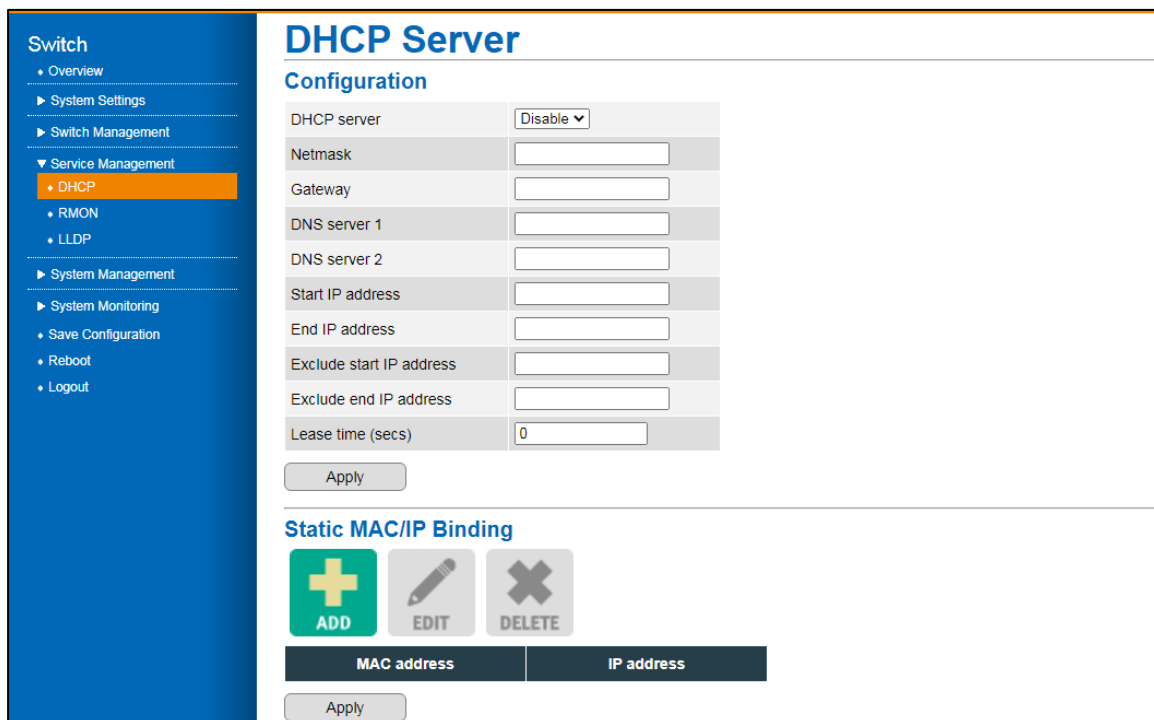 Switch
Overview
System Settings
Switch Management
Service Management
DHCP
RMON
LLDP
System Management
System Monitoring
Save Configuration
Reboot
Logout
DHCP Server
Configuration
DHCP server Disable
Netmask
Gateway
DNS server 1
DNS server 2
Start IP address
End IP address
Exclude start IP address
Exclude end IP address
Lease time (secs) 0
Apply
Static MAC/IP Binding
ADD EDIT DELETE
MAC address IP address
Apply